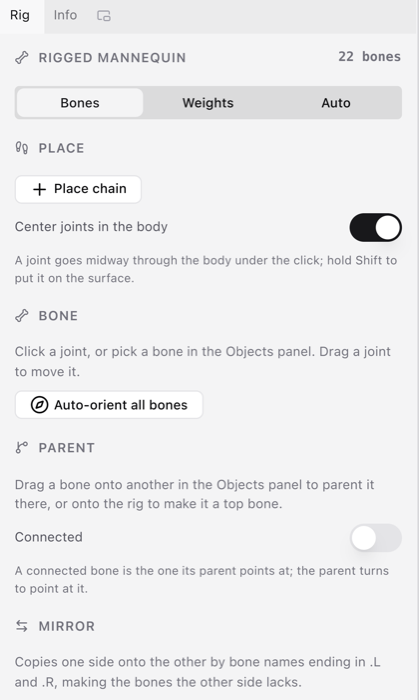 Rig Info
RIGGED MANNEQUIN 22 bones
Bones Weights Auto
PLACE
Place chain
Center joints in the body
A joint goes midway through the body under the click; hold Shift to
put it on the surface.
BONE
Click a joint, or pick a bone in the Objects panel. Drag a joint
to move it.
Auto-orient all bones
PARENT
Drag a bone onto another in the Objects panel to parent it
there, or onto the rig to make it a top bone.
Connected
A connected bone is the one its parent points at; the parent turns
to point at it.
MIRROR
Copies one side onto the other by bone names ending in .L
and .R, making the bones the other side lacks.